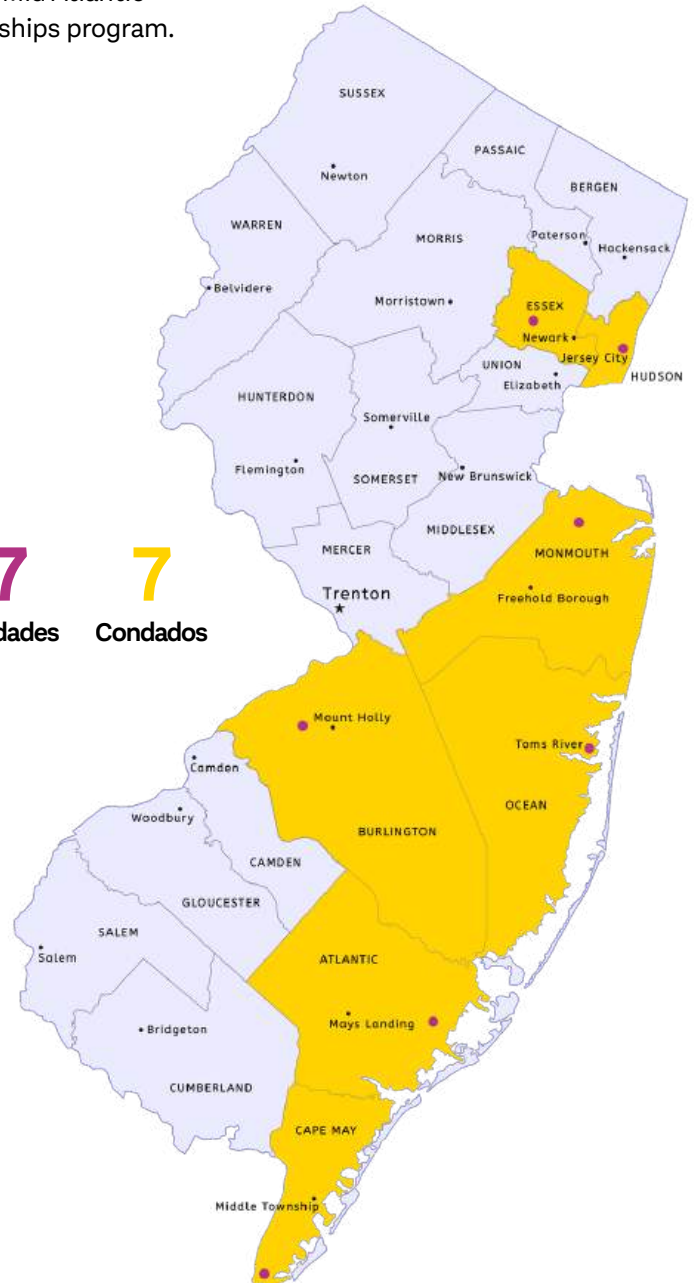 ships program.
SUSSEX
PASSAIC
Newton
BERGEN
WARREN
MORRIS
Paterson
Hackensack
Belvidere
Morristown
ESSEX
Newark
Jersey City
UNION
HUDSON
Elizabeth
HUNTERDON
Somerville
Flemington
New Brunswick
SOMERSET
MIDDLESEX
MERCER
MONMOUTH
7 7
Trenton
Freehold Borough
dades Condados
Mount Holly
Toms River
Camden
OCEAN
Woodbury
BURLINGTON
CAMDEN
GLOUCESTER
SALEM
Salem
ATLANTIC
Mays Landing
Bridgeton
CUMBERLAND
CAPE MAY
Middle Township